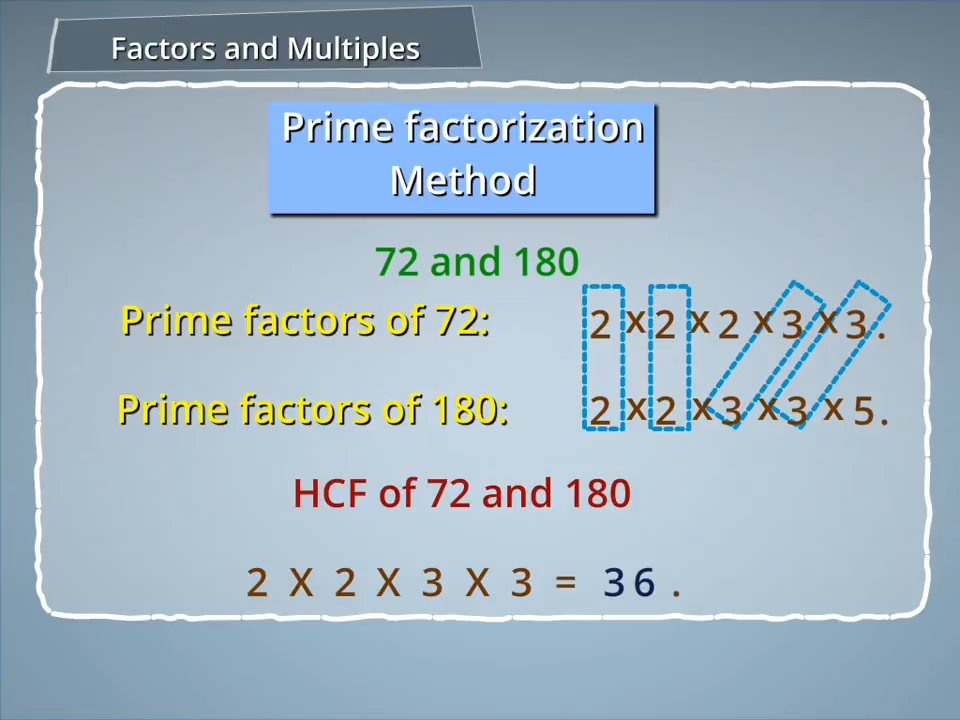 Factors and Multiples
Prime factorization
Method
72 and 180
Prime factors of 72: 2 x 2 x 2 x 3 x 3.
Prime factors of 180: 2 x 2 x 3 x 3 x 5.
HCF of 72 and 180
2 X 2 X 3 X 3 = 36.